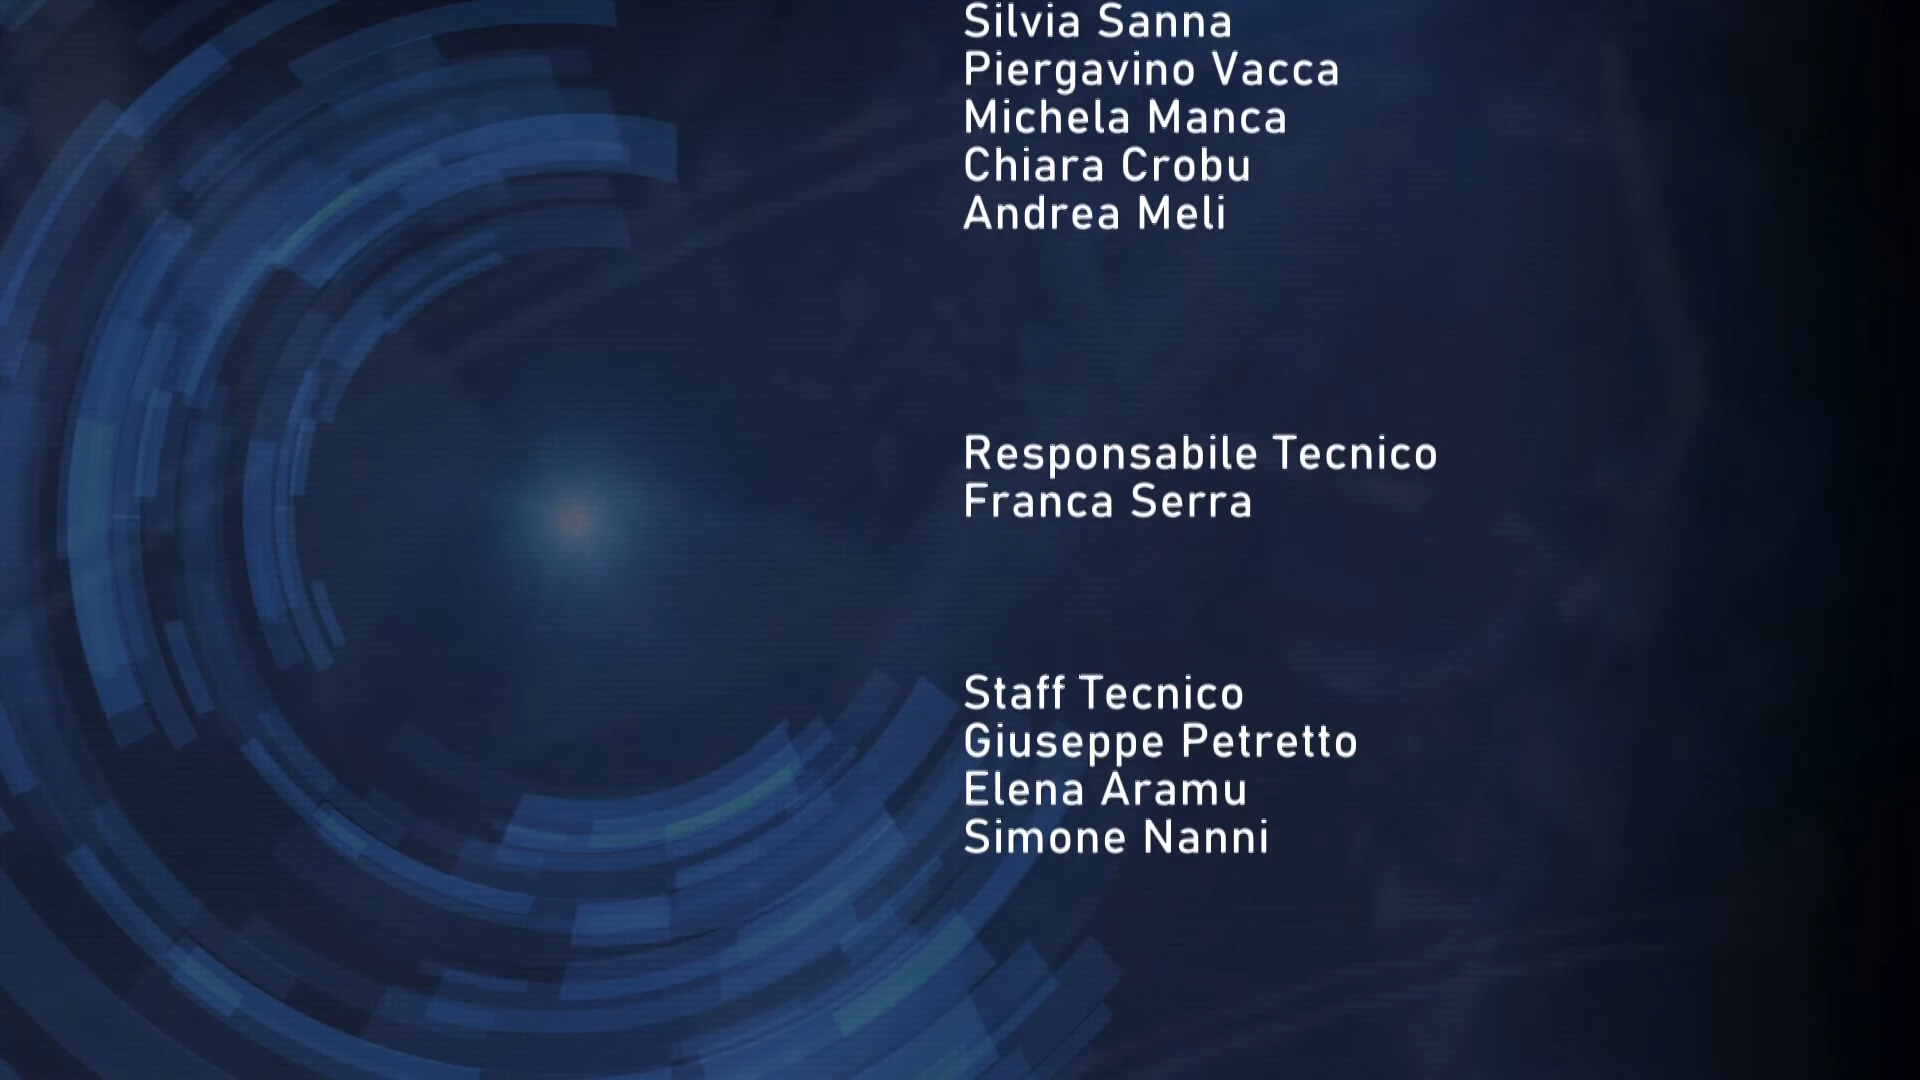 Silvia Sanna
Piergavino Vacca
Michela Manca
Chiara Crobu
Andrea Meli
Responsabile Tecnico
Franca Serra
Staff Tecnico
Giuseppe Petretto
Elena Aramu
Simone Nanni